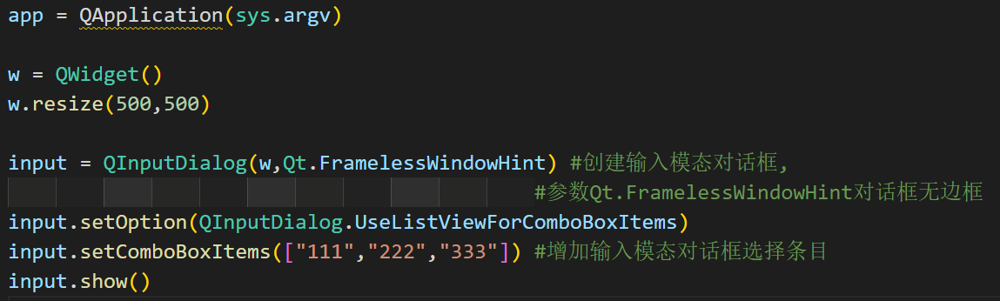 app = QApplication(sys.argv)
w = QWidget()
w.resize(500,500)
input = QInputDialog(w,Qt.FramelessWindowHint) #创建输入模态对话框,
#参数Qt.FramelessWindowHint对话框无边框
input.setOption(QInputDialog.UseListViewForComboBoxItems)
input.setComboBoxItems(["111","222","333"]) #增加输入模态对话框选择条目
input.show()